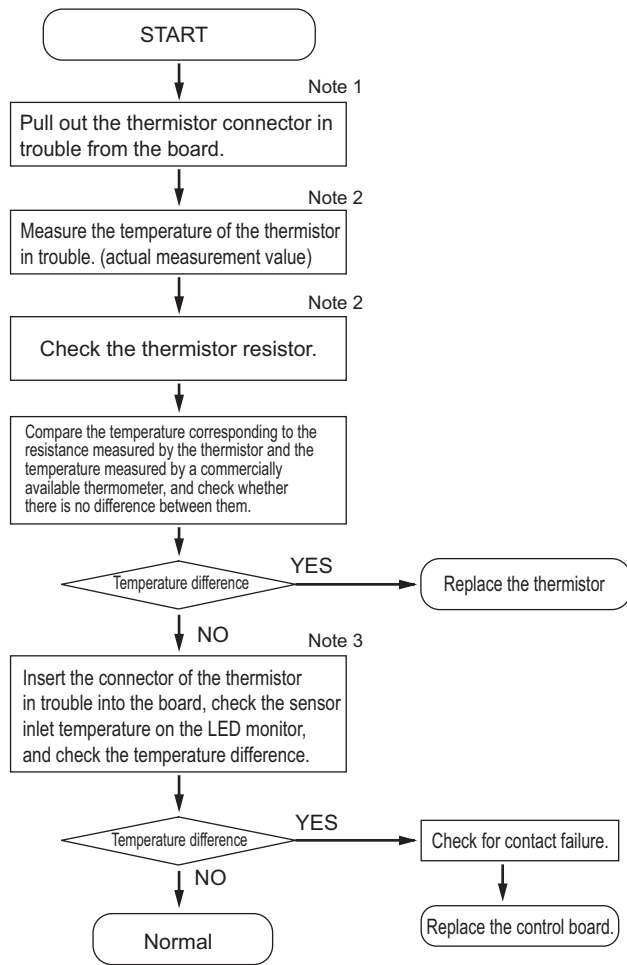 START
Note 1
Pull out the thermistor connector in
trouble from the board.
Note 2
Measure the temperature of the thermistor
in trouble. (actual measurement value)
Note 2
Check the thermistor resistor.
Compare the temperature corresponding to the
resistance measured by the thermistor and the
temperature measured by a commercially
available thermometer, and check whether
there is no difference between them.
Temperature difference
YES
Replace the thermistor
NO
Note 3
Insert the connector of the thermistor
in trouble into the board, check the sensor
inlet temperature on the LED monitor,
and check the temperature difference.
Temperature difference
YES
Check for contact failure.
NO
Replace the control board.
Normal